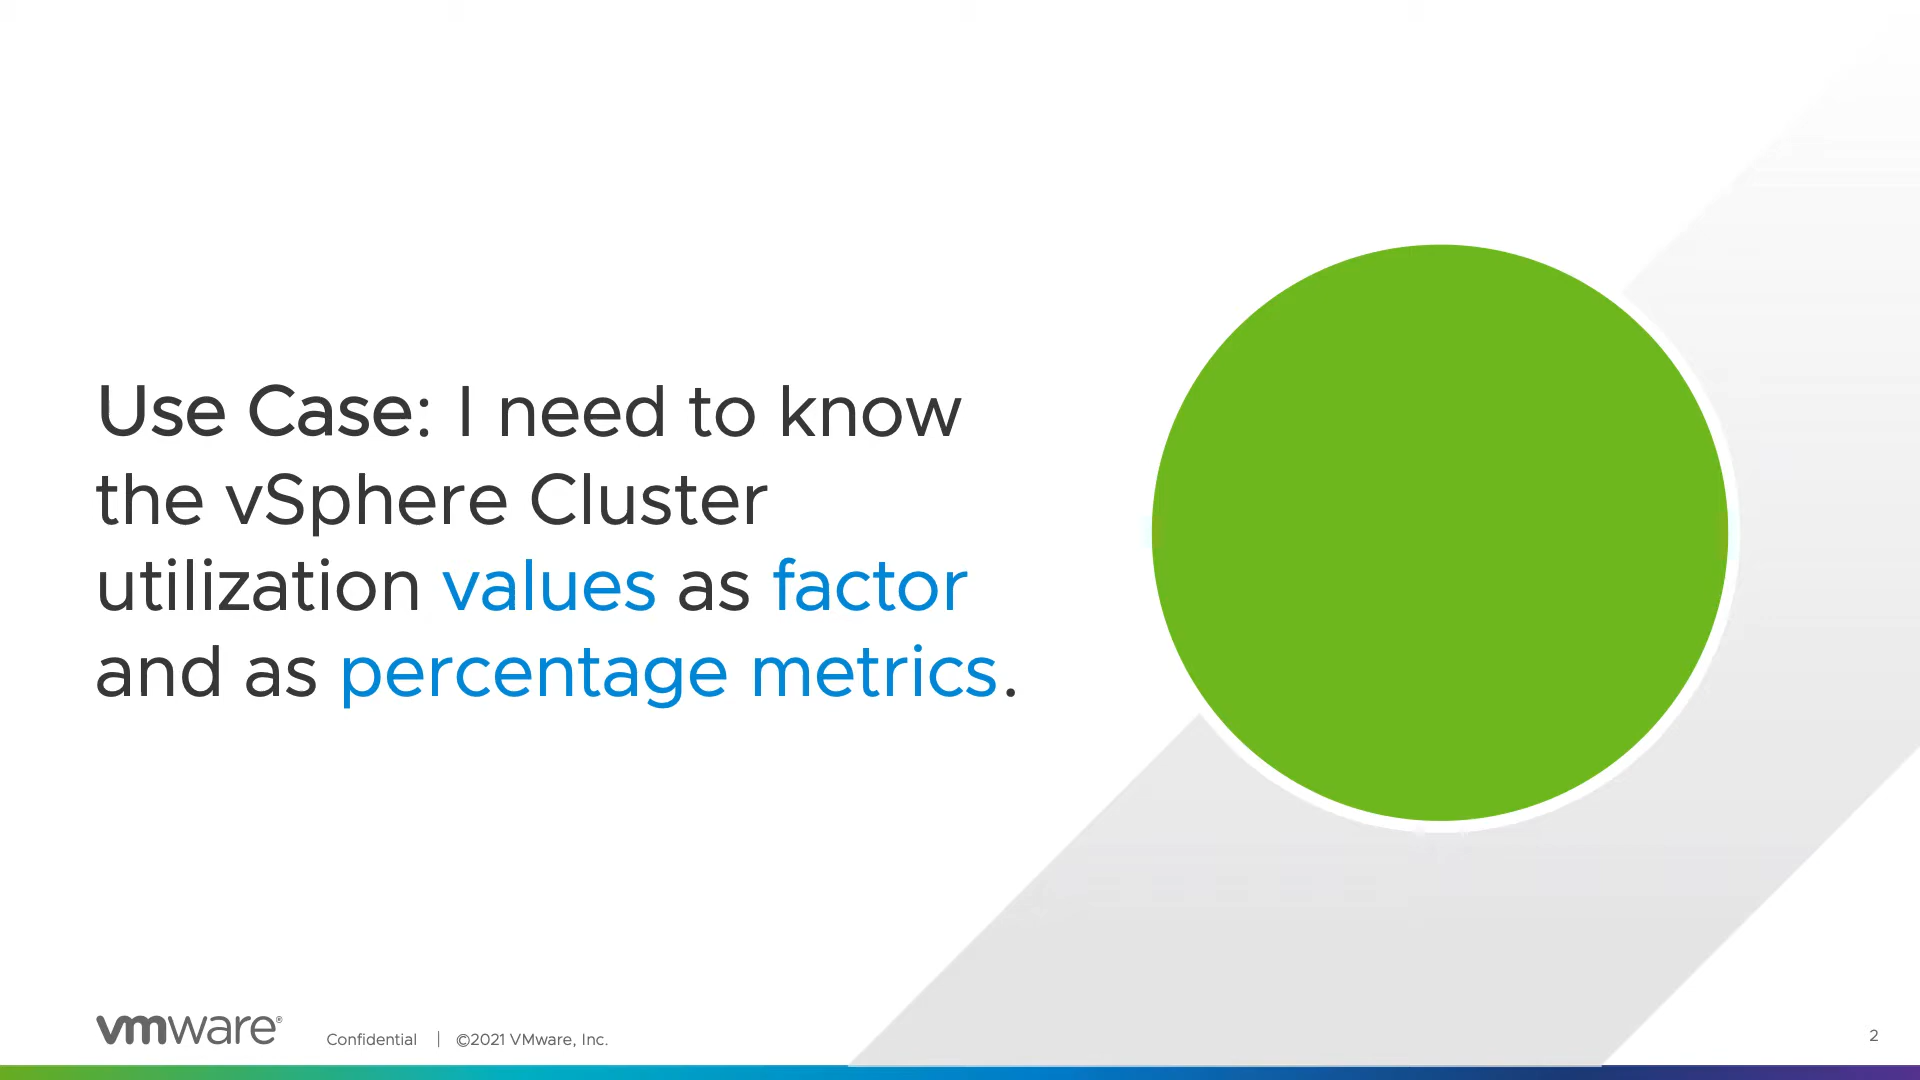 Use Case: I need to know
the vSphere Cluster
utilization values as factor
and as percentage metrics.
vmware®
Confidential | ©2021 VMware, Inc.
2